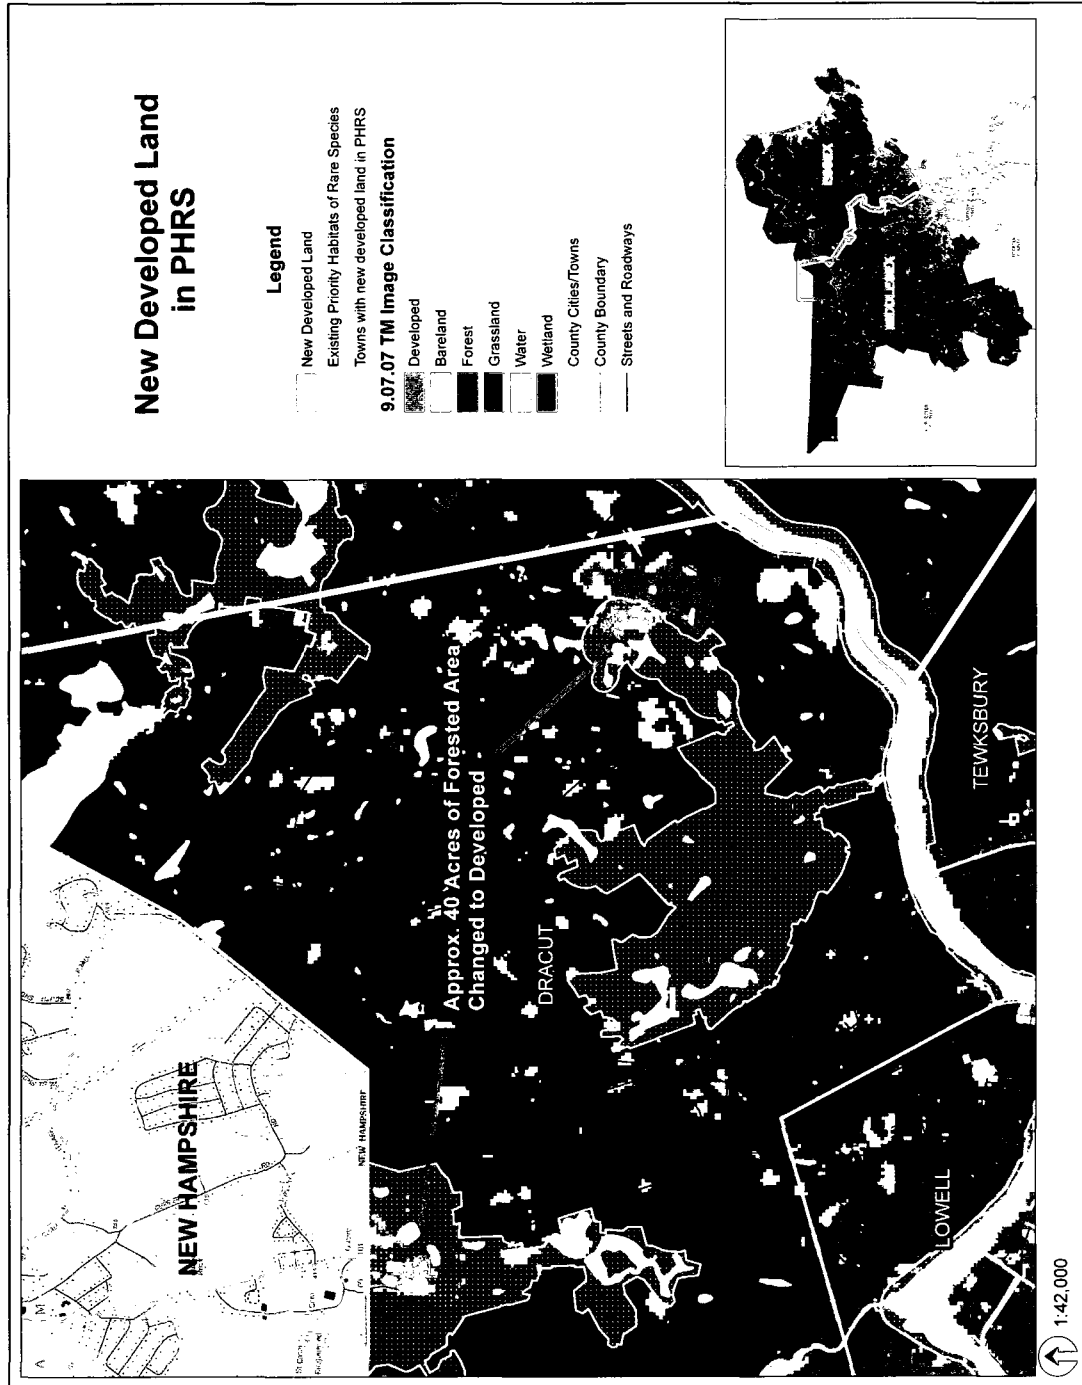 New Developed Land
in PHRS
Legend
New Developed Land
Existing Priority Habitats of Rare Species
Towns with new developed land in PHRS
9.07.07 TM Image Classification
Developed
Bareland
Forest
Grassland
Water
Wetland
County Cities/Towns
County Boundary
Streets and Roadways
NEW HAMPSHIRE
NEW HAMPSHIRE
Approx. 40 Acres of Forested Area
Changed to Developed
DRACUT
TEWKSBURY
LOWELL
1:42,000